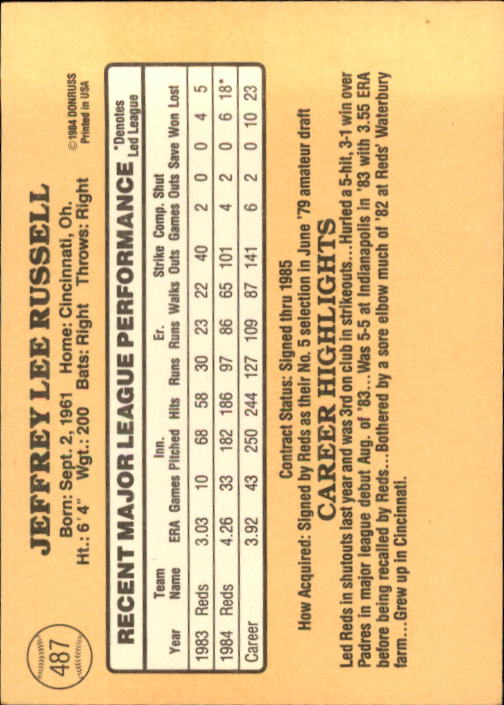 487
JEFFREY LEE RUSSELL
Born: Sept. 2, 1961 Home: Cincinnati, Oh.
Ht.: 6'4" Wgt.: 200 Bats: Right Throws: Right
©1984 DONRUSS
Printed in USA
RECENT MAJOR LEAGUE PERFORMANCE
*Denotes
Led League
Team Inn. Er. Strike Comp. Shut
Year Name ERA Games Pitched Hits Runs Runs Walks Outs Games Outs Save Won Lost
1983 Reds 3.03 10 68 58 30 23 22 40 2 0 0 4 5
1984 Reds 4.26 33 182 186 97 86 65 101 4 2 0 6 18*
Career 3.92 43 250 244 127 109 87 141 6 2 0 10 23
Contract Status: Signed thru 1985
How Acquired: Signed by Reds as their No. 5 selection in June '79 amateur draft
CAREER HIGHLIGHTS
Led Reds in shutouts last year and was 3rd on club in strikeouts...Hurled a 5-hit, 3-1 win over
Padres in major league debut Aug. of '83...Was 5-5 at Indianapolis in '83 with 3.55 ERA
before being recalled by Reds...Bothered by a sore elbow much of '82 at Reds' Waterbury
farm...Grew up in Cincinnati.